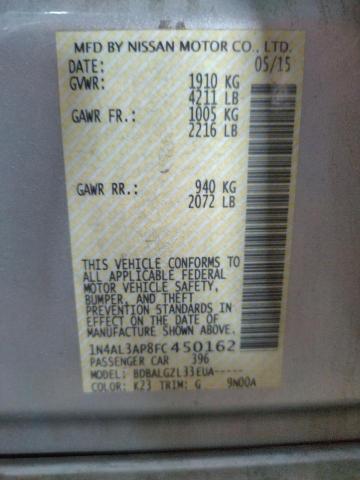 MFD BY NISSAN MOTOR CO., LTD.
DATE: 05/15
GVWR: 1910 KG
4211 LB
GAWR FR: 1005 KG
2216 LB
GAWR RR: 940 KG
2072 LB
THIS VEHICLE CONFORMS TO
ALL APPLICABLE FEDERAL
MOTOR VEHICLE SAFETY,
BUMPER, AND THEFT
PREVENTION STANDARDS IN
EFFECT ON THE DATE OF
MANUFACTURE SHOWN ABOVE.
1N4AL3AP8FC450162
PASSENGER CAR 396
MODEL: BDBALGZL33EUA-----
COLOR: K23 TRIM: G 9N00A